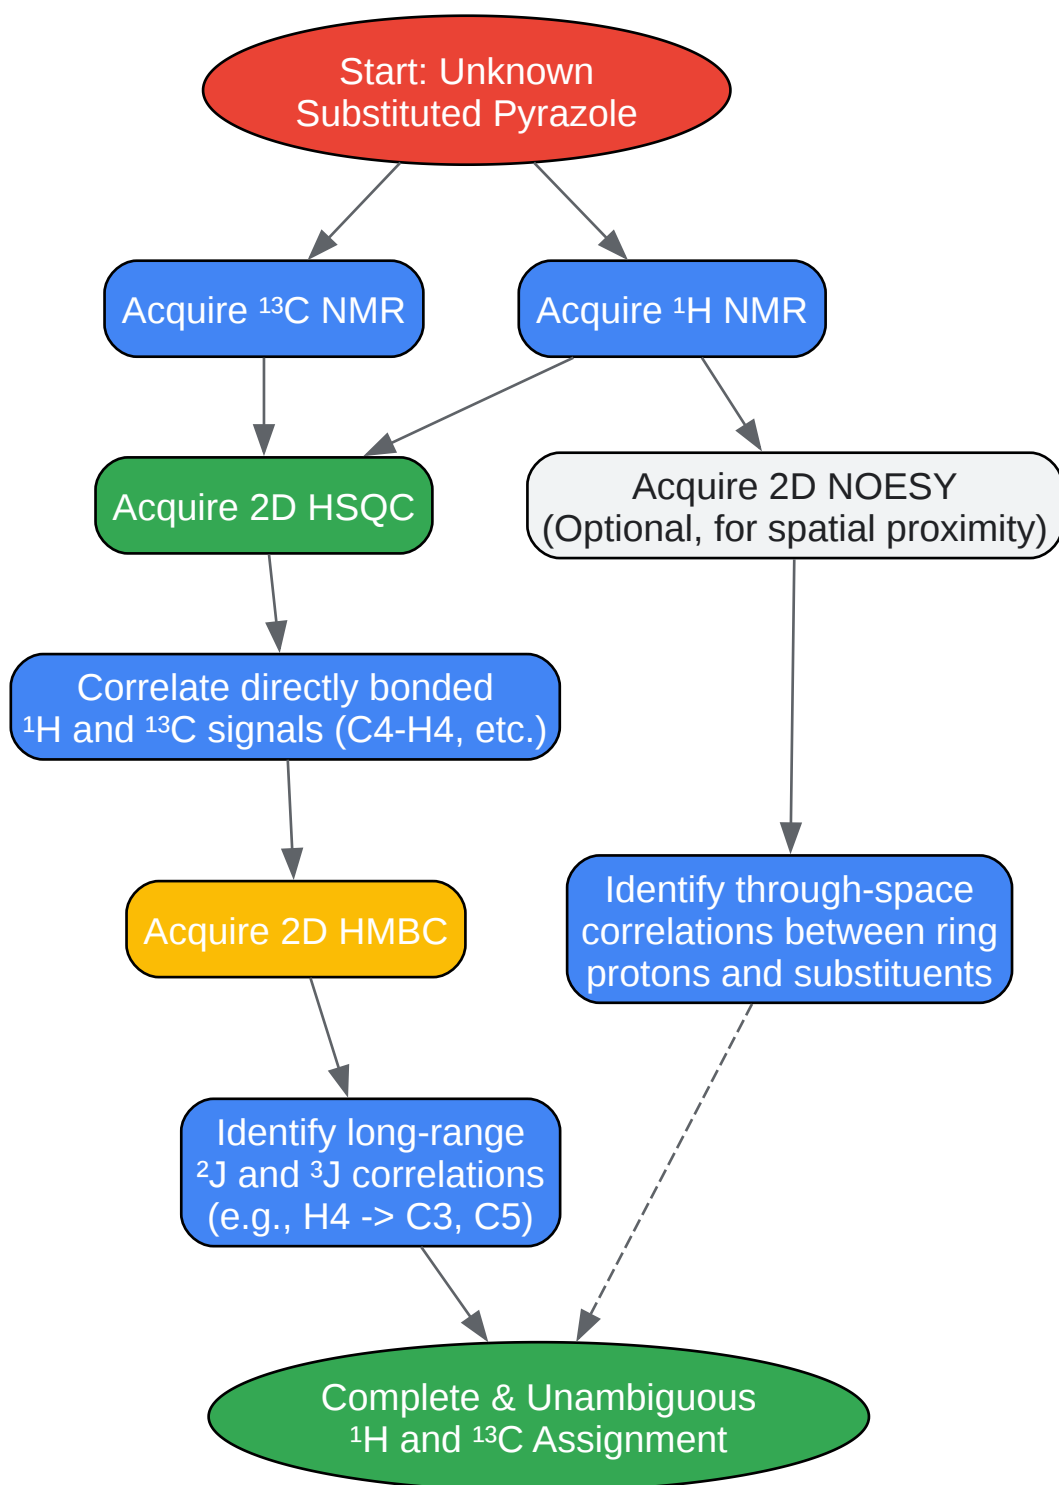 Start: Unknown
Substituted Pyrazole
Acquire ¹³C NMR
Acquire ¹H NMR
Acquire 2D HSQC
Acquire 2D NOESY
(Optional, for spatial proximity)
Correlate directly bonded
¹H and ¹³C signals (C4-H4, etc.)
Acquire 2D HMBC
Identify through-space
correlations between ring
protons and substituents
Identify long-range
²J and ³J correlations
(e.g., H4 -> C3, C5)
Complete & Unambiguous
¹H and ¹³C Assignment